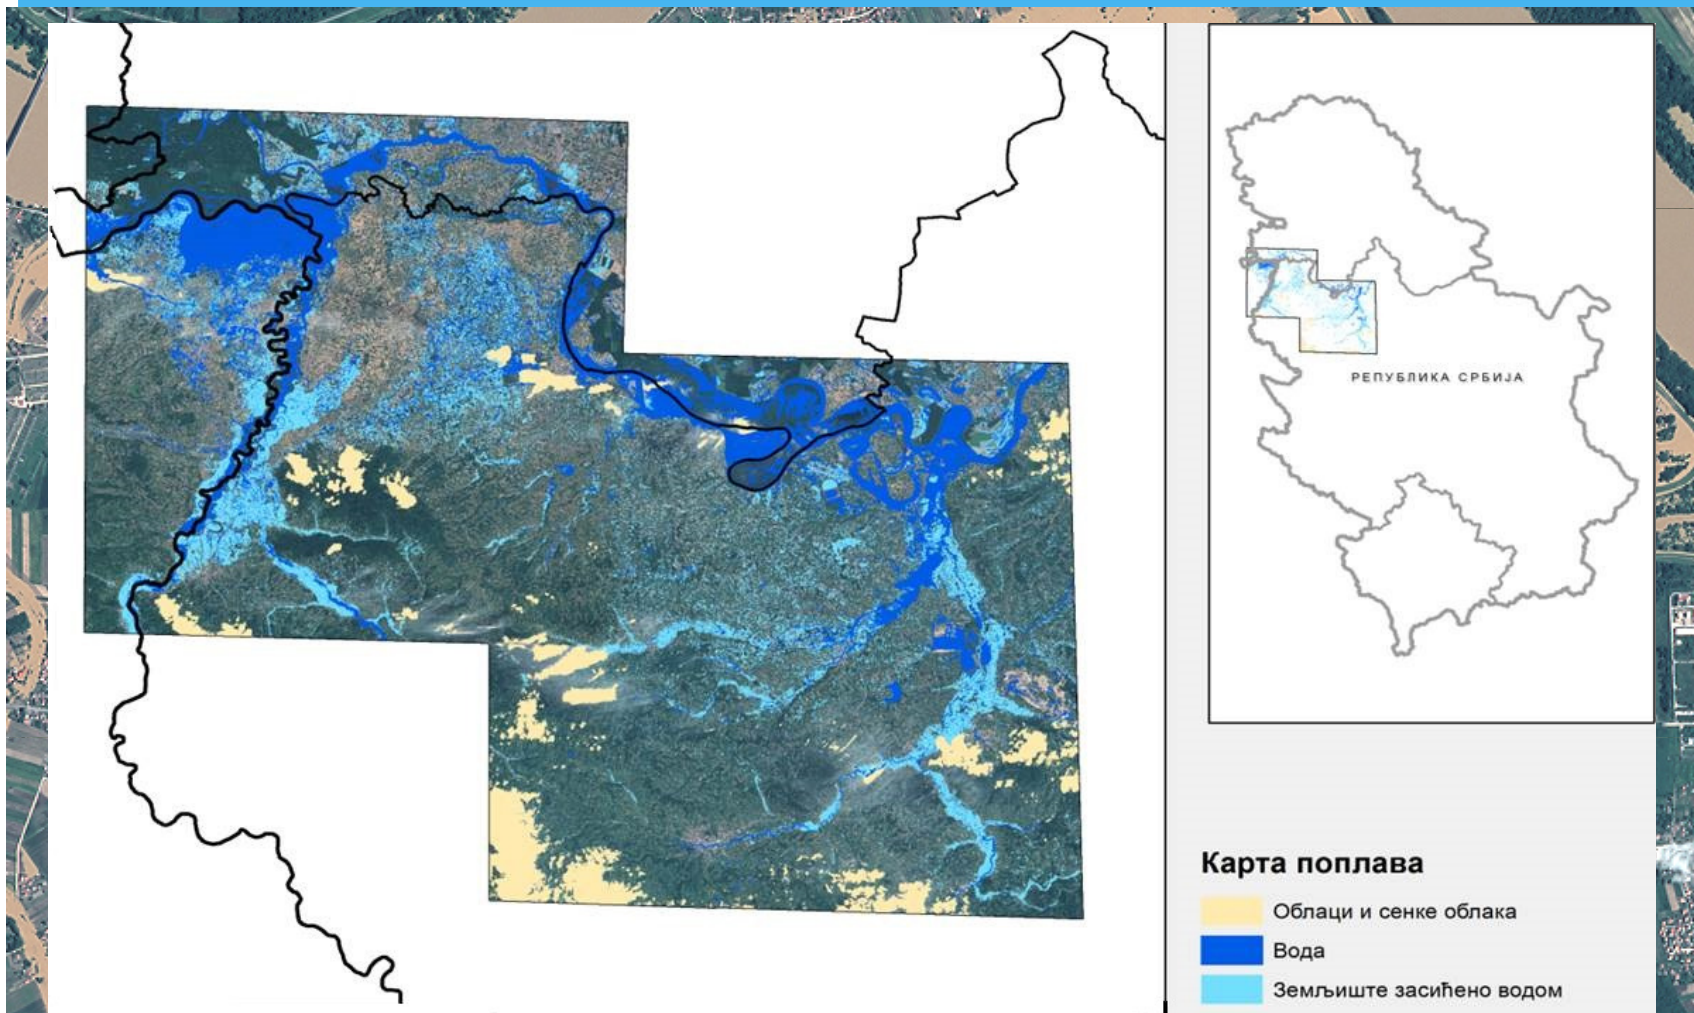 РЕПУБЛИКА СРБИЈА
Карта поплава
Облаци и сенке облака
Вода
Земљиште засићено водом